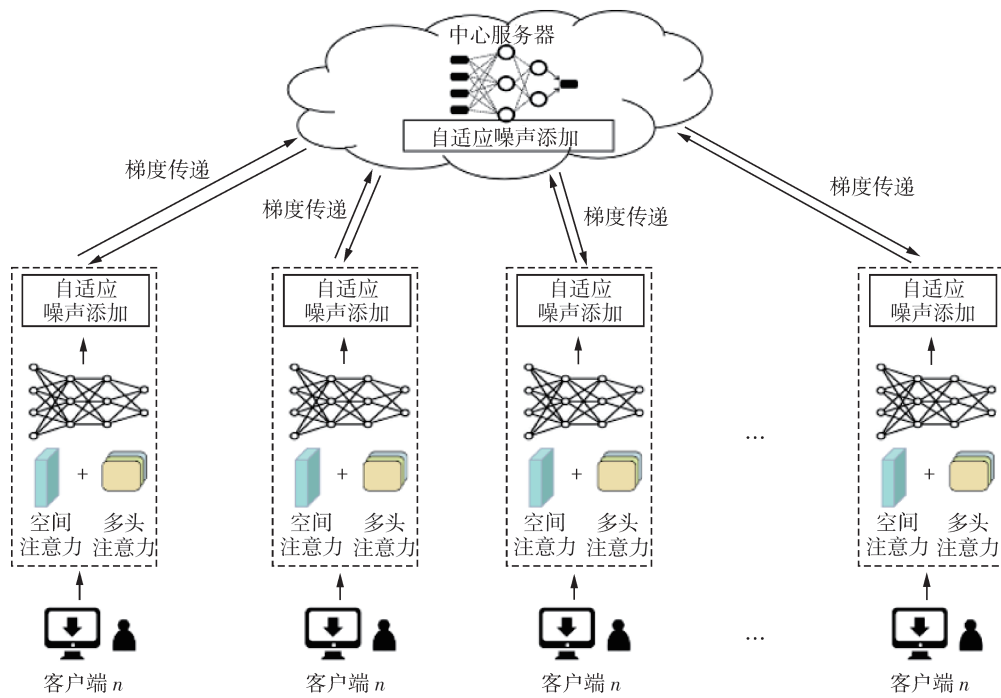 中心服务器
自适应噪声添加
梯度传递
梯度传递
梯度传递
梯度传递
自适应
噪声添加
自适应
噪声添加
自适应
噪声添加
自适应
噪声添加
...
+
+
+
+
空间
注意力
多头
注意力
空间
注意力
多头
注意力
空间
注意力
多头
注意力
空间
注意力
多头
注意力
...
客户端 n
客户端 n
客户端 n
客户端 n